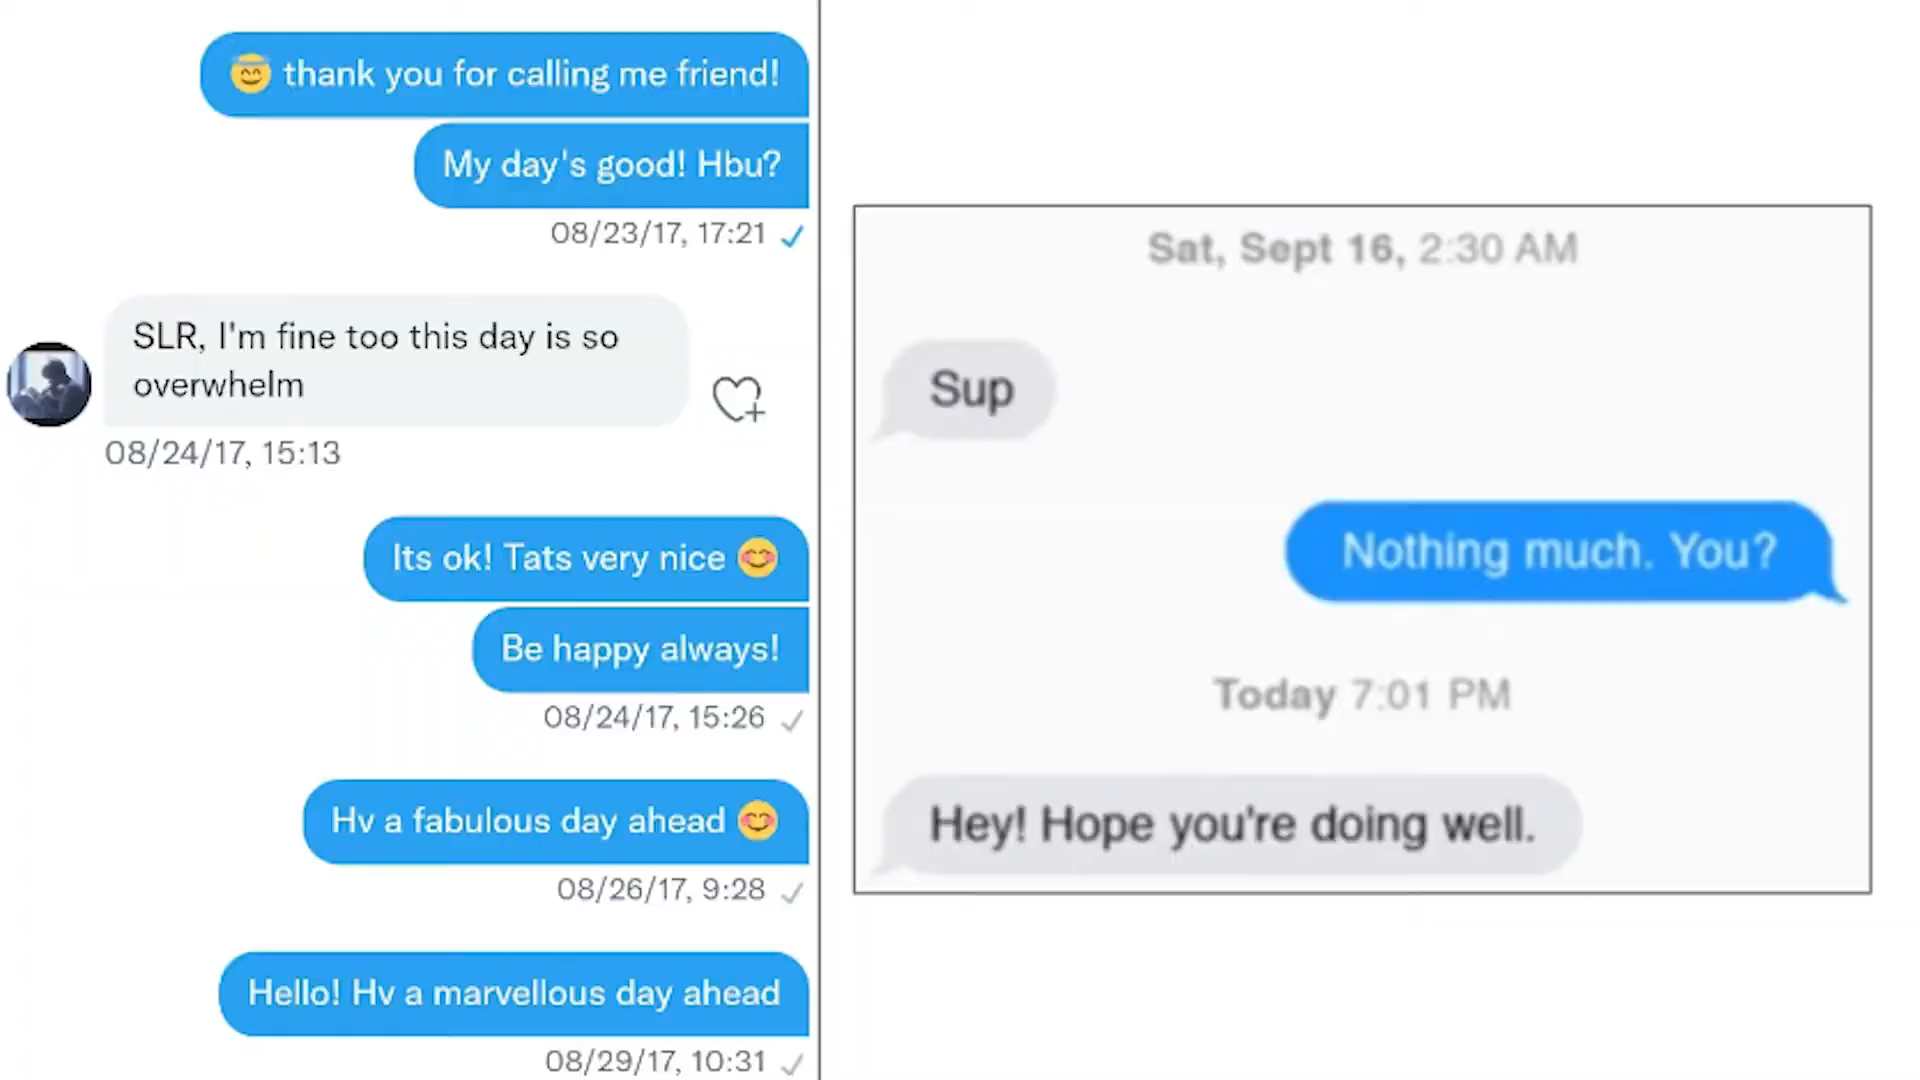 😇 thank you for calling me friend!
My day's good! Hbu?
08/23/17, 17:21
SLR, I'm fine too this day is so
overwhelm
08/24/17, 15:13
Its ok! Tats very nice 😊
Be happy always!
08/24/17, 15:26
Hv a fabulous day ahead 😊
08/26/17, 9:28
Hello! Hv a marvellous day ahead
08/29/17, 10:31
Sat, Sept 16, 2:30 AM
Sup
Nothing much. You?
Today 7:01 PM
Hey! Hope you're doing well.